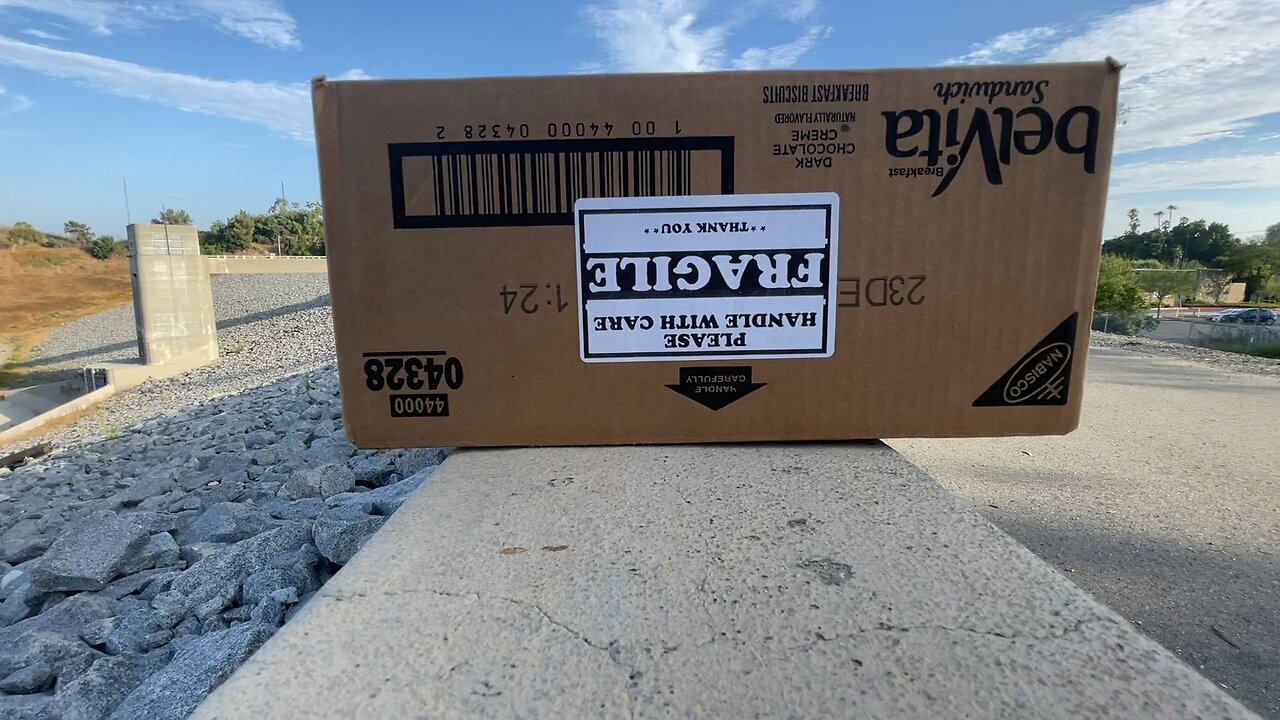 belVita
Breakfast
Sandwich
DARK
CHOCOLATE
CREME
NATURALLY FLAVORED
BREAKFAST BISCUITS
1 00 44000 04328 2
PLEASE
HANDLE WITH CARE
FRAGILE
**THANK YOU**
23DE
1:24
NABISCO
HANDLE
CAREFULLY
44000
04328